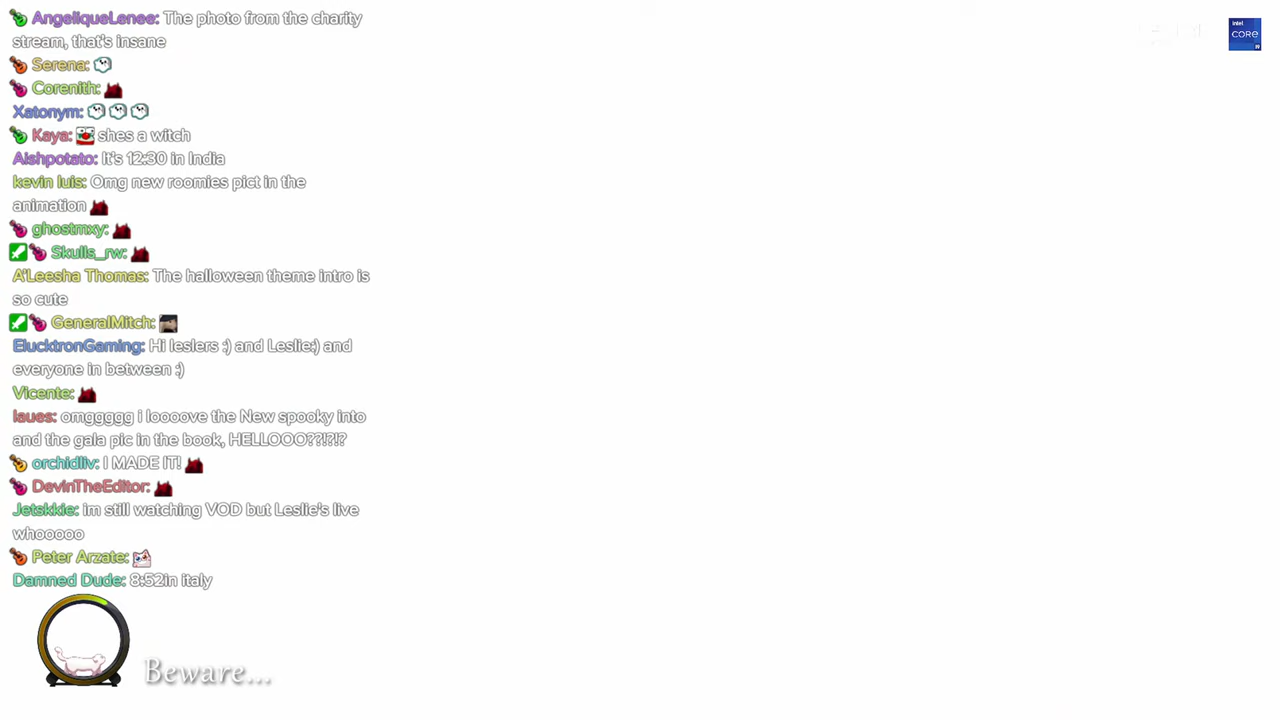 AngeliqueLenee: The photo from the charity
stream, that's insane
Serena:
Corenith:
Xatonym:
Kaya: shes a witch
Aishpotato: It's 12:30 in India
kevin luis: Omg new roomies pict in the
animation
ghostmxy:
Skulls_rw:
A'Leesha Thomas: The halloween theme intro is
so cute
GeneralMitch:
ElucktronGaming: Hi leslers :) and Leslie:) and
everyone in between :)
Vicente:
laues: omggggg i loooove the New spooky into
and the gala pic in the book, HELLOOO??!?!?
orchidliv: I MADE IT!
DevinTheEditor:
Jetskkie: im still watching VOD but Leslie's live
whooooo
Peter Arzate:
Damned Dude: 8:52in italy
Beware...
intel
CORE
i9